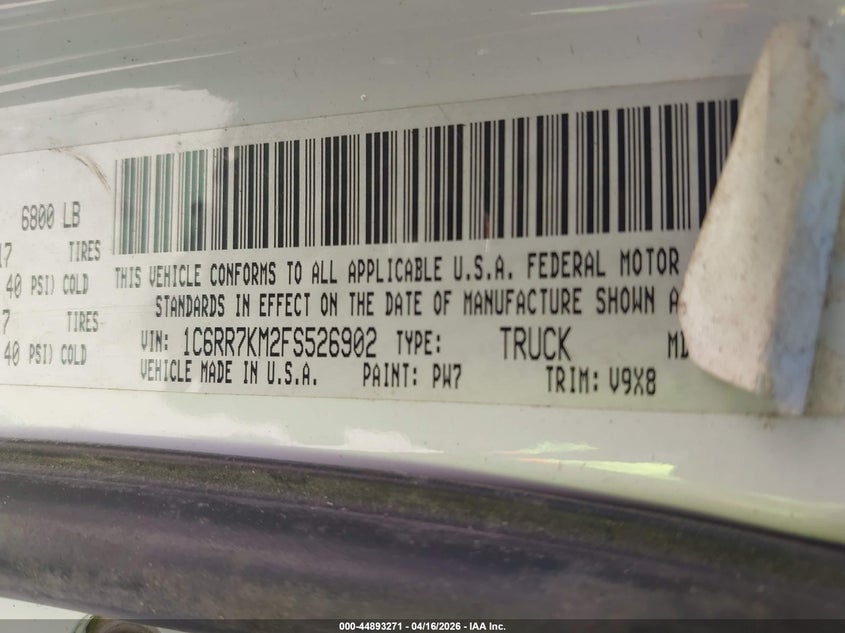 6800 LB
17 TIRES
40 PSI) COLD
7 TIRES
40 PSI) COLD
THIS VEHICLE CONFORMS TO ALL APPLICABLE U.S.A. FEDERAL MOTOR
STANDARDS IN EFFECT ON THE DATE OF MANUFACTURE SHOWN A
VIN: 1C6RR7KM2FS526902 TYPE: TRUCK MD
VEHICLE MADE IN U.S.A. PAINT: PW7 TRIM: V9X8
000-44893271 - 04/16/2026 - IAA Inc.